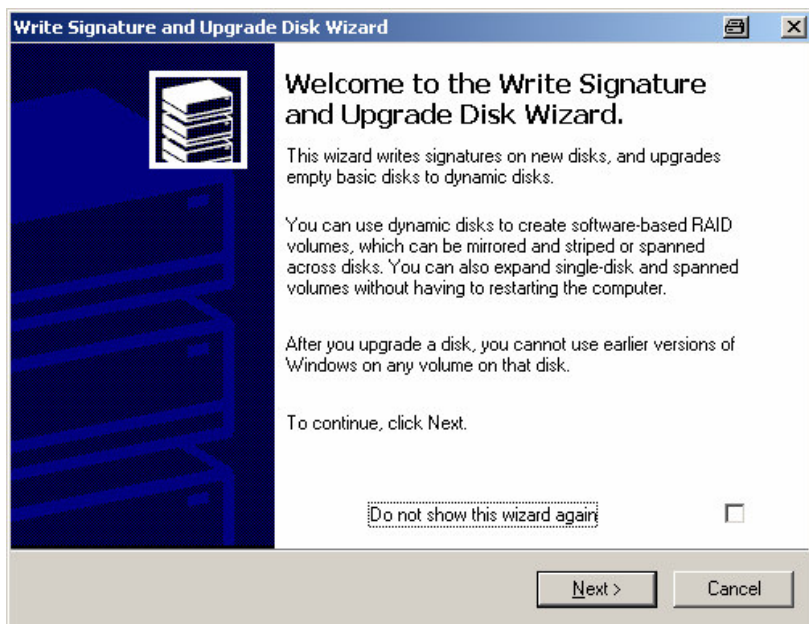 Write Signature and Upgrade Disk Wizard
Welcome to the Write Signature
and Upgrade Disk Wizard.
This wizard writes signatures on new disks, and upgrades
empty basic disks to dynamic disks.
You can use dynamic disks to create software-based RAID
volumes, which can be mirrored and striped or spanned
across disks. You can also expand single-disk and spanned
volumes without having to restarting the computer.
After you upgrade a disk, you cannot use earlier versions of
Windows on any volume on that disk.
To continue, click Next.
Do not show this wizard again
Next >
Cancel